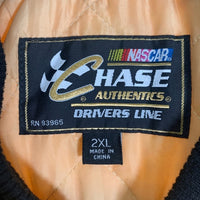 NASCAR
CHASE
AUTHENTICS®
DRIVERS LINE
RN 93965
2XL
MADE IN
CHINA